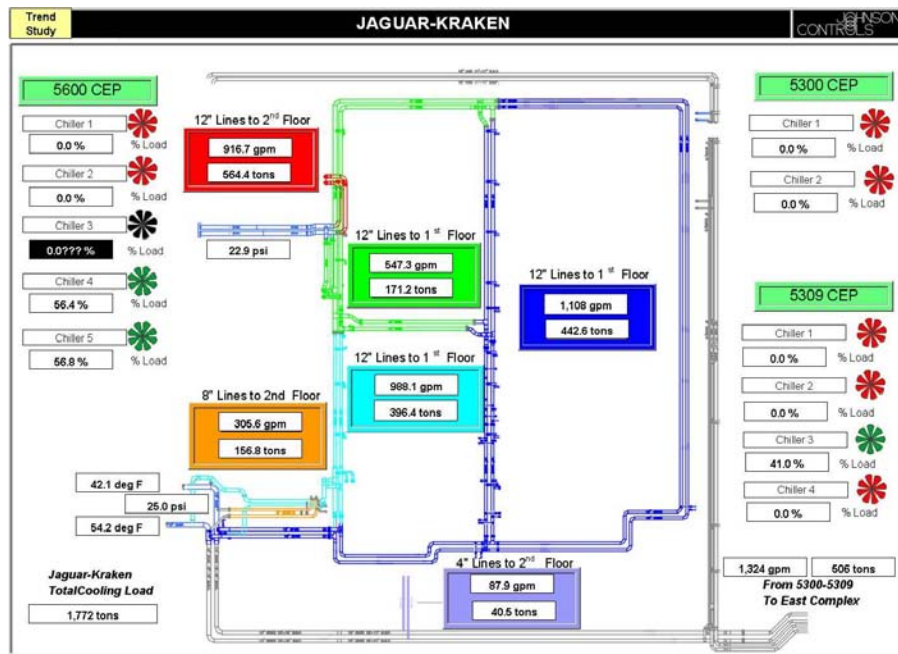 Trend
Study
JAGUAR-KRAKEN
JOHNSON
CONTROLS
5600 CEP
Chiller 1
0.0 %
% Load
Chiller 2
0.0 %
% Load
Chiller 3
0.0??? %
% Load
Chiller 4
56.4 %
% Load
Chiller 5
56.8 %
% Load
12" Lines to 2nd Floor
916.7 gpm
564.4 tons
22.9 psi
12" Lines to 1 st Floor
547.3 gpm
171.2 tons
12" Lines to 1 st Floor
1,108 gpm
442.6 tons
12" Lines to 1 st Floor
988.1 gpm
396.4 tons
8" Lines to 2nd Floor
305.6 gpm
156.8 tons
42.1 deg F
25.0 psi
54.2 deg F
4" Lines to 2nd Floor
87.9 gpm
40.5 tons
Jaguar-Kraken
TotalCooling Load
1,772 tons
5300 CEP
Chiller 1
0.0 %
% Load
Chiller 2
0.0 %
% Load
5309 CEP
Chiller 1
0.0 %
% Load
Chiller 2
0.0 %
% Load
Chiller 3
41.0 %
% Load
Chiller 4
0.0 %
% Load
1,324 gpm
506 tons
From 5300-5309
To East Complex